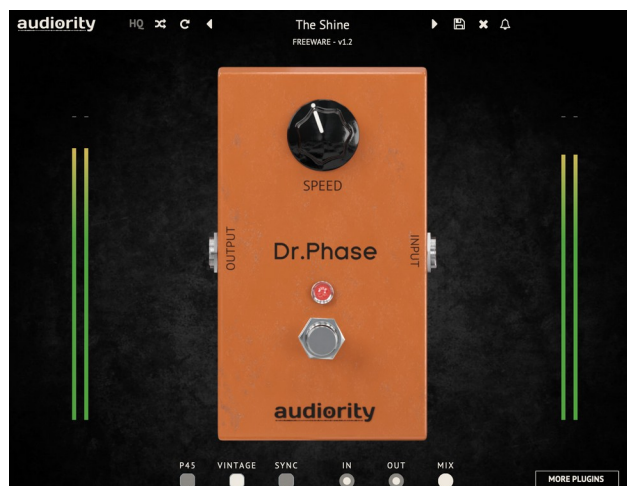 audiority
HQ
The Shine
FREEWARE - v1.2
SPEED
OUTPUT
INPUT
Dr.Phase
audiority
P45 VINTAGE SYNC IN OUT MIX
MORE PLUGINS